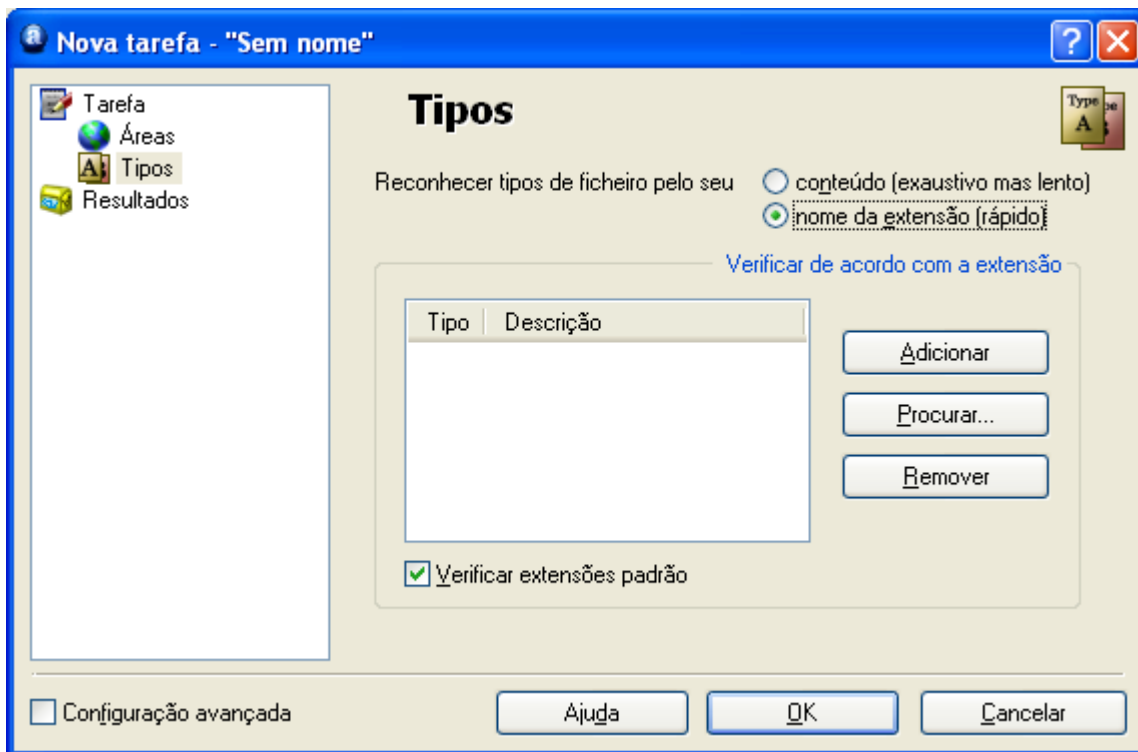 Nova tarefa - "Sem nome"
Tarefa
Áreas
Tipos
Resultados
Tipos
Type
A
Reconhecer tipos de ficheiro pelo seu
conteúdo (exaustivo mas lento)
nome da extensão (rápido)
Verificar de acordo com a extensão
Tipo Descrição
Adicionar
Procurar...
Remover
Verificar extensões padrão
Configuração avançada
Ajuda
OK
Cancelar